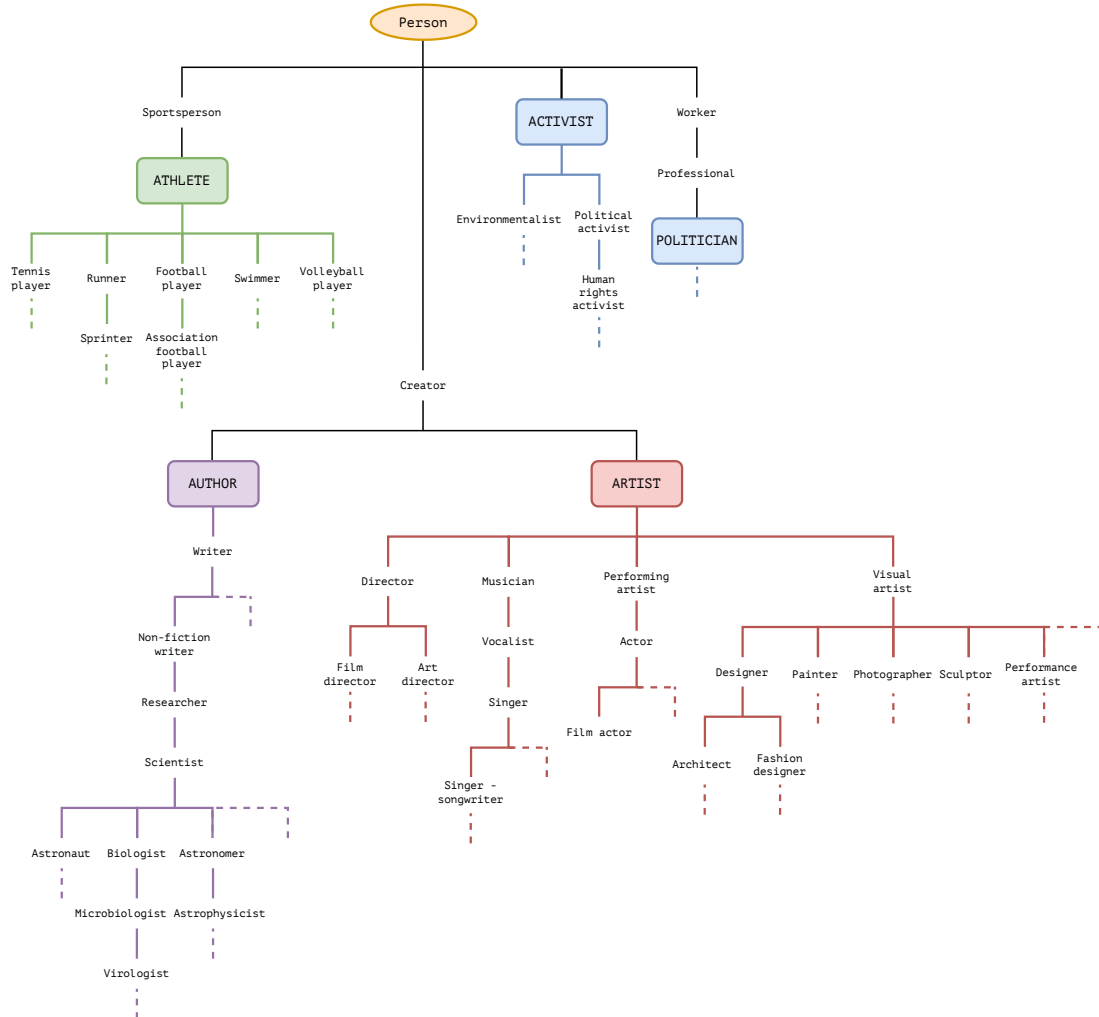 Person
Sportsperson
ACTIVIST
Worker
ATHLETE
Professional
Environmentalist
Political
activist
POLITICIAN
Tennis
player
Runner
Football
player
Swimmer
Volleyball
player
Human
rights
activist
Sprinter
Association
football
player
Creator
AUTHOR
ARTIST
Writer
Director
Musician
Performing
artist
Visual
artist
Non-fiction
writer
Vocalist
Actor
Film
director
Art
director
Designer
Painter
Photographer
Sculptor
Performance
artist
Researcher
Singer
Film actor
Scientist
Architect
Fashion
designer
Singer -
songwriter
Astronaut
Biologist
Astronomer
Microbiologist
Astrophysicist
Virologist